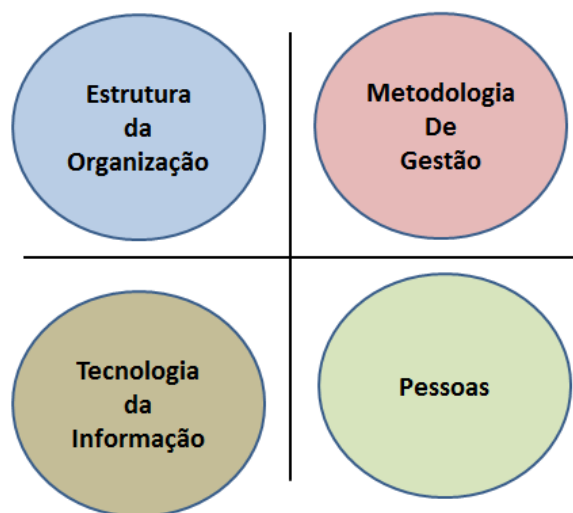 Estrutura
da
Organização
Metodologia
De
Gestão
Tecnologia
da
Informação
Pessoas